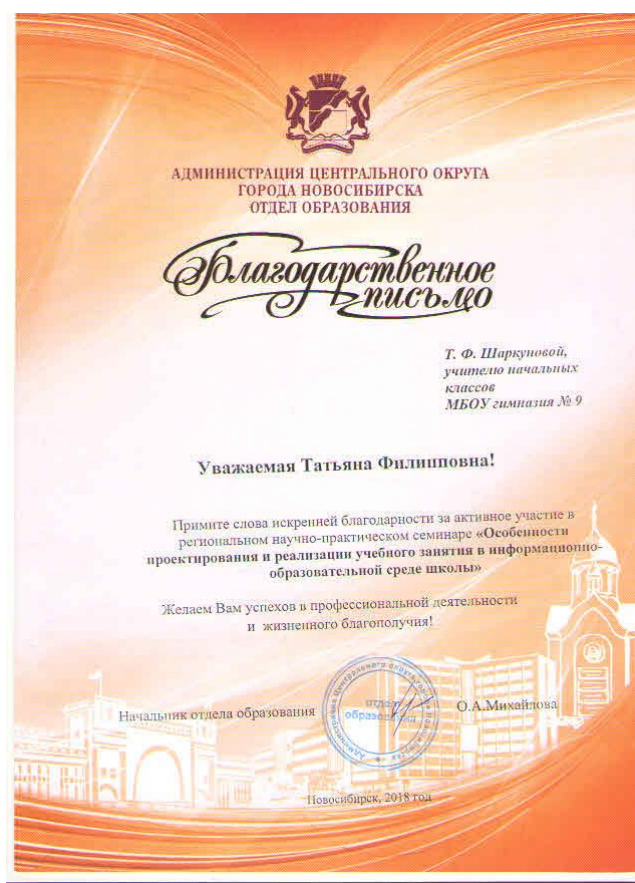 АДМИНИСТРАЦИЯ ЦЕНТРАЛЬНОГО ОКРУГА
ГОРОДА НОВОСИБИРСКА
ОТДЕЛ ОБРАЗОВАНИЯ
Благодарственное
письмо
Т. Ф. Шаркуновой,
учителю начальных
классов
МБОУ гимназия № 9
Уважаемая Татьяна Филипповна!
Примите слова искренней благодарности за активное участие в
региональном научно-практическом семинаре «Особенности
проектирования и реализации учебного занятия в информационно-
образовательной среде школы»
Желаем Вам успехов в профессиональной деятельности
и жизненного благополучия!
Начальник отдела образования
отдел
образования
О.А.Михайлова
Новосибирск, 2018 год